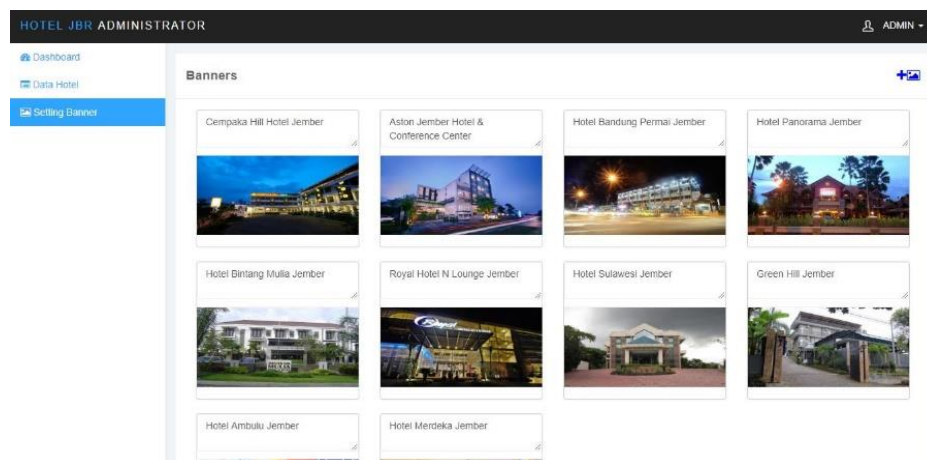 HOTEL JBR ADMINISTRATOR
ADMIN
Dashboard
Data Hotel
Setting Banner
Banners
Cempaka Hill Hotel Jember
Aston Jember Hotel &
Conference Center
Hotel Bandung Permai Jember
Hotel Panorama Jember
Hotel Bintang Mulia Jember
Royal Hotel N Lounge Jember
Hotel Sulawesi Jember
Green Hill Jember
Royal
Hotel Ambulu Jember
Hotel Merdeka Jember